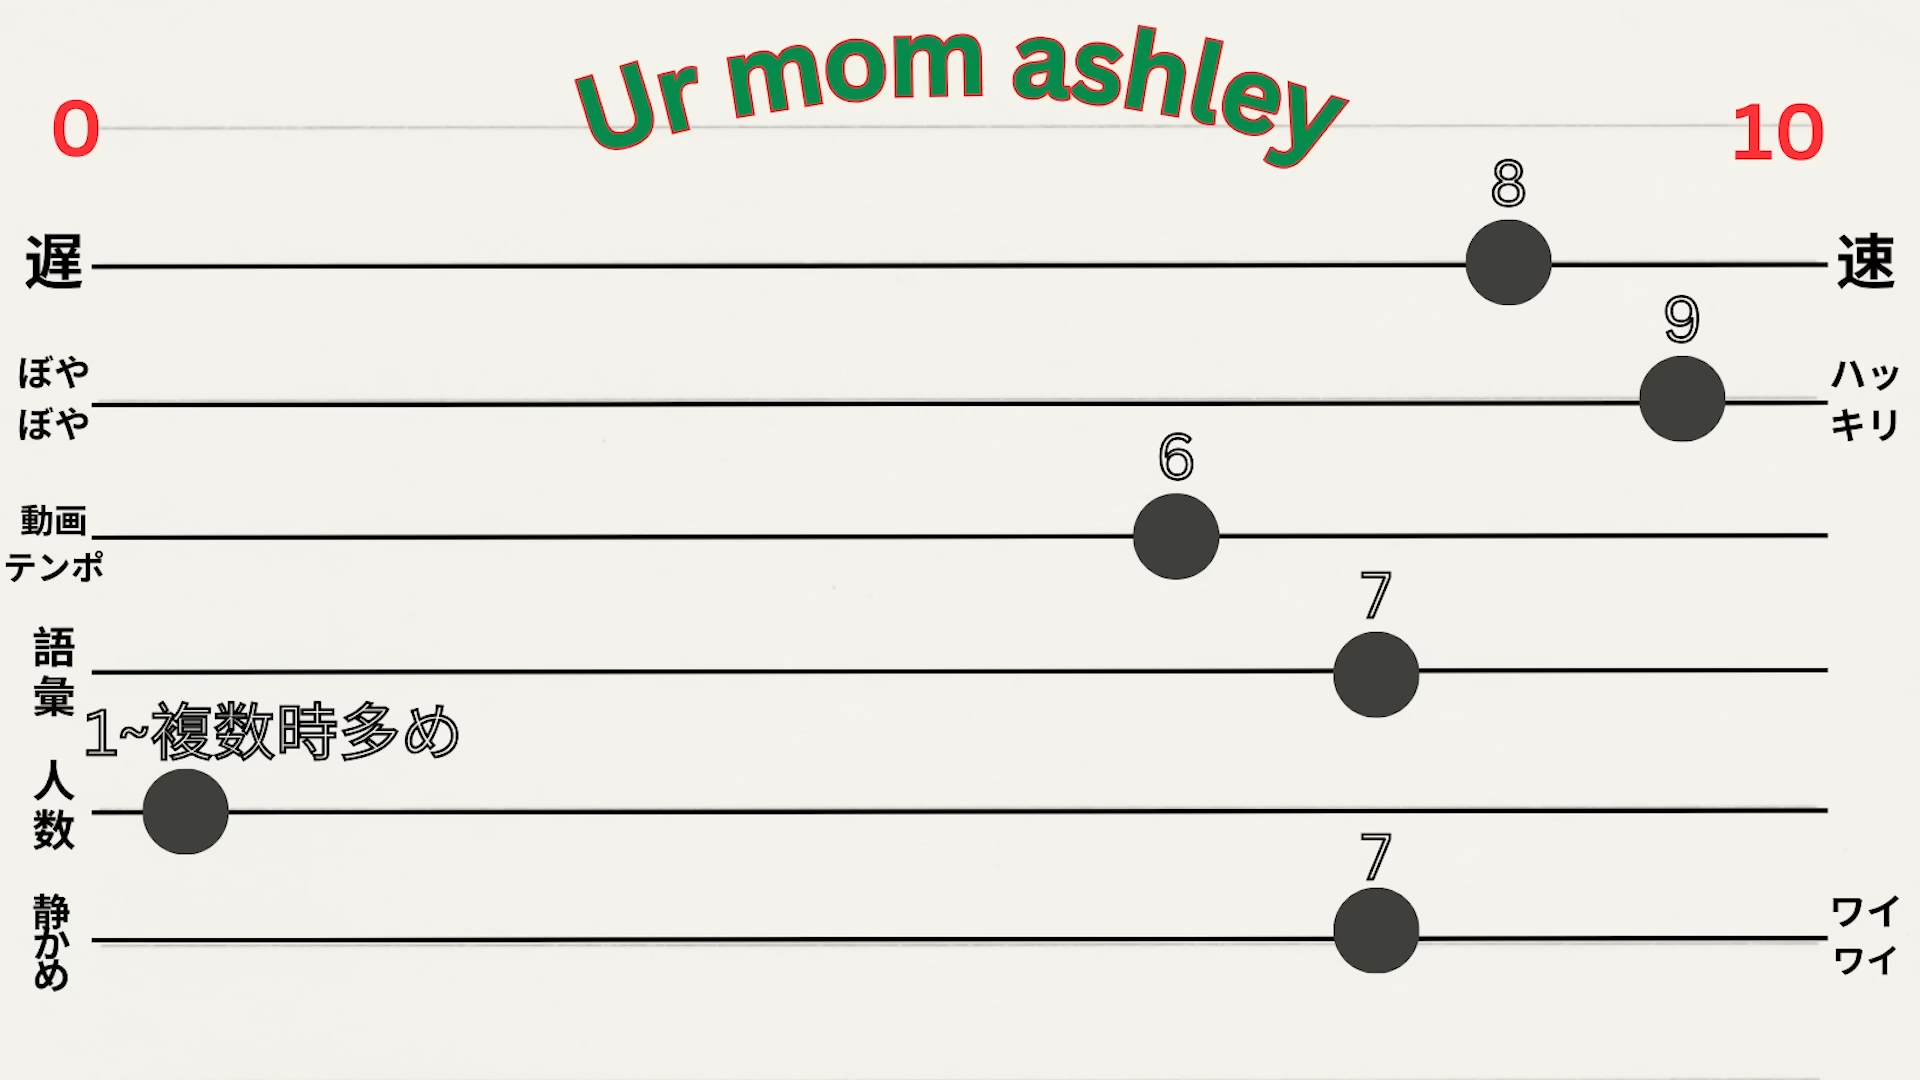 Ur mom ashley
0
10
8
遅
速
9
ぼや
ぼや
ハッ
キリ
6
動画
テンポ
7
語
彙
1~複数時多め
人
数
7
静
か
め
ワイ
ワイ